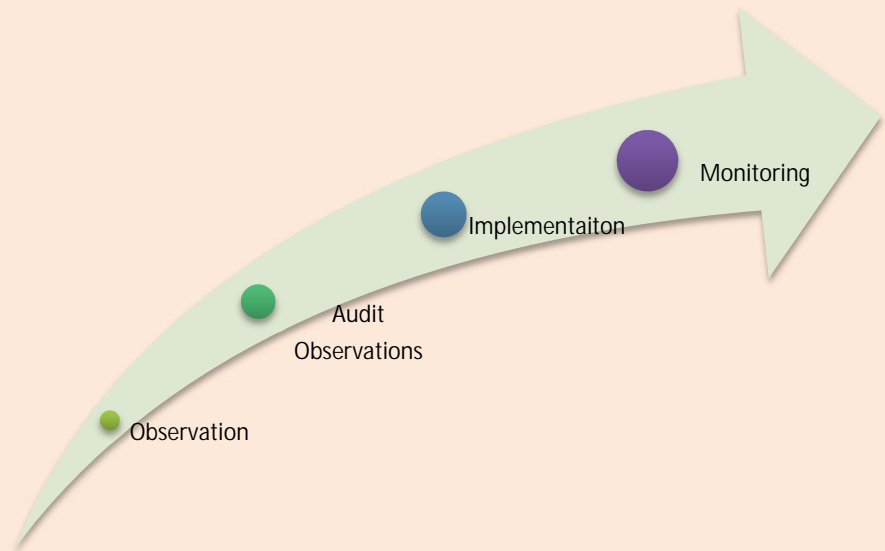 Monitoring
Implementaiton
Audit
Observations
Observation